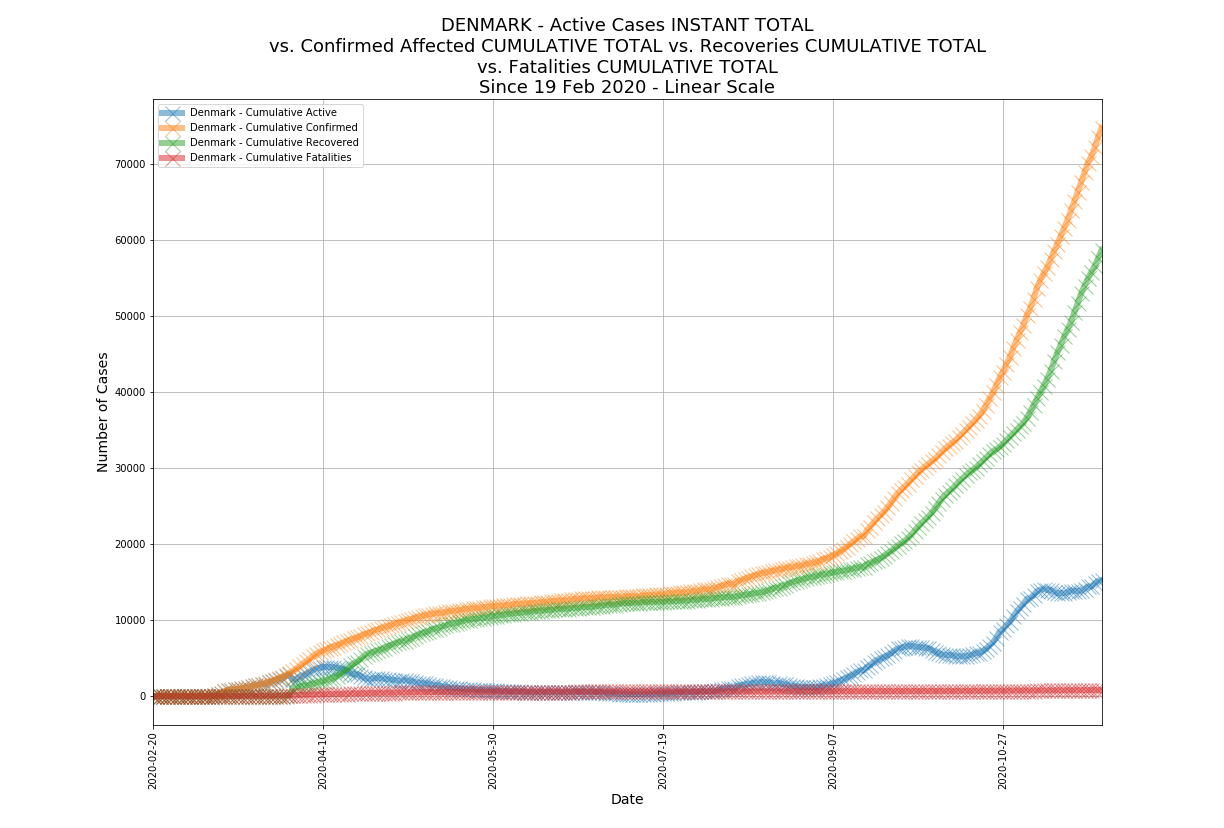 DENMARK - Active Cases INSTANT TOTAL
vs. Confirmed Affected CUMULATIVE TOTAL vs. Recoveries CUMULATIVE TOTAL
vs. Fatalities CUMULATIVE TOTAL
Since 19 Feb 2020 - Linear Scale
Denmark - Cumulative Active
Denmark - Cumulative Confirmed
Denmark - Cumulative Recovered
Denmark - Cumulative Fatalities
70000
60000
50000
40000
30000
20000
10000
0
Number of Cases
2020-02-20
2020-04-10
2020-05-30
2020-07-19
2020-09-07
2020-10-27
Date